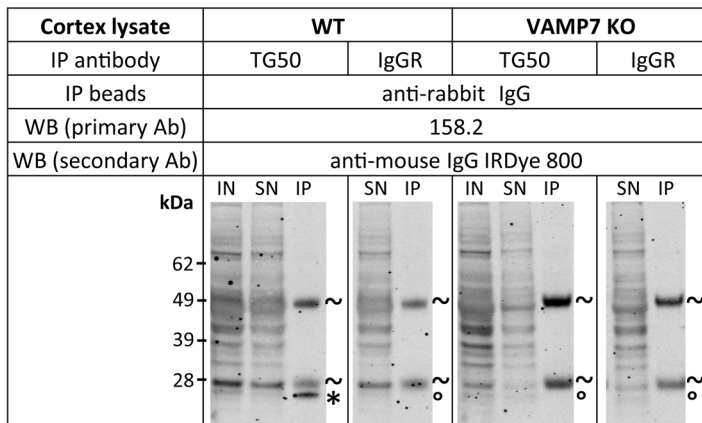 Cortex lysate WT VAMP7 KO
IP antibody TG50 IgGR TG50 IgGR
IP beads anti-rabbit IgG
WB (primary Ab) 158.2
WB (secondary Ab) anti-mouse IgG IRDye 800
IN SN IP SN IP IN SN IP SN IP
kDa
62
49 ~ ~ ~ ~
39
28 ~ ~ ~ ~
* ° ° °